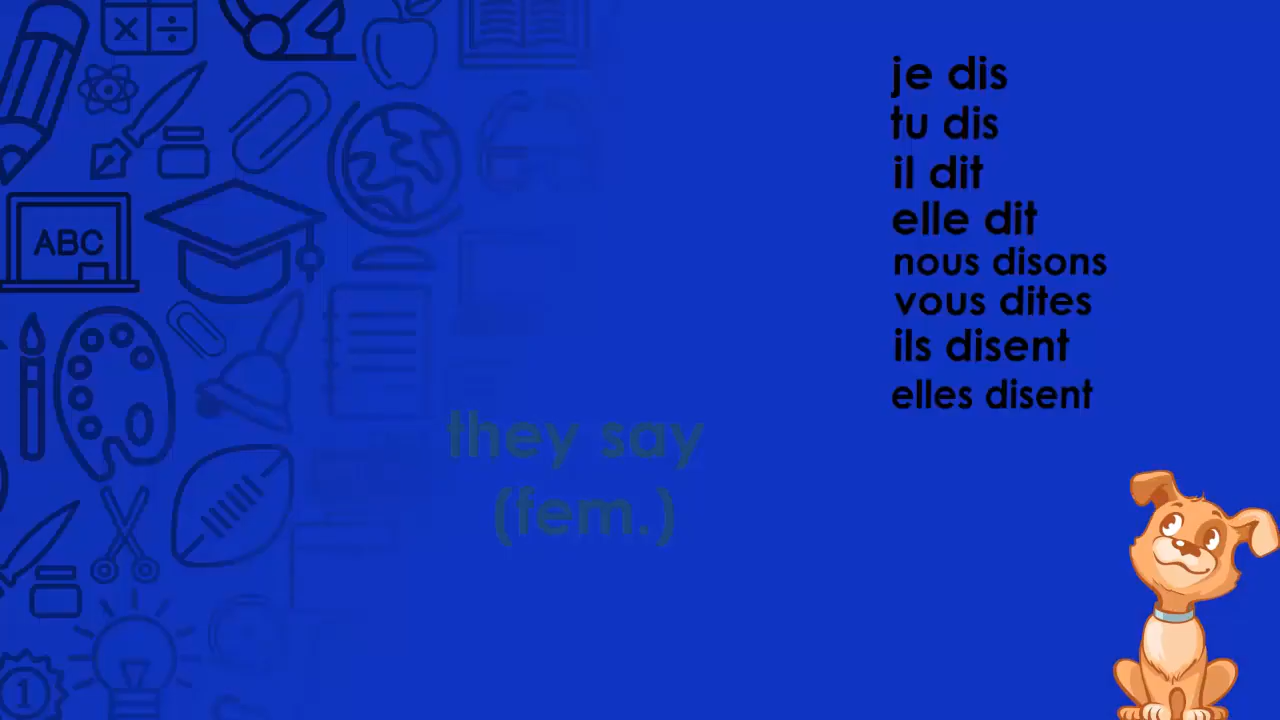 ABC
1
je dis
tu dis
il dit
elle dit
nous disons
vous dites
ils disent
elles disent
they say
(fem.)